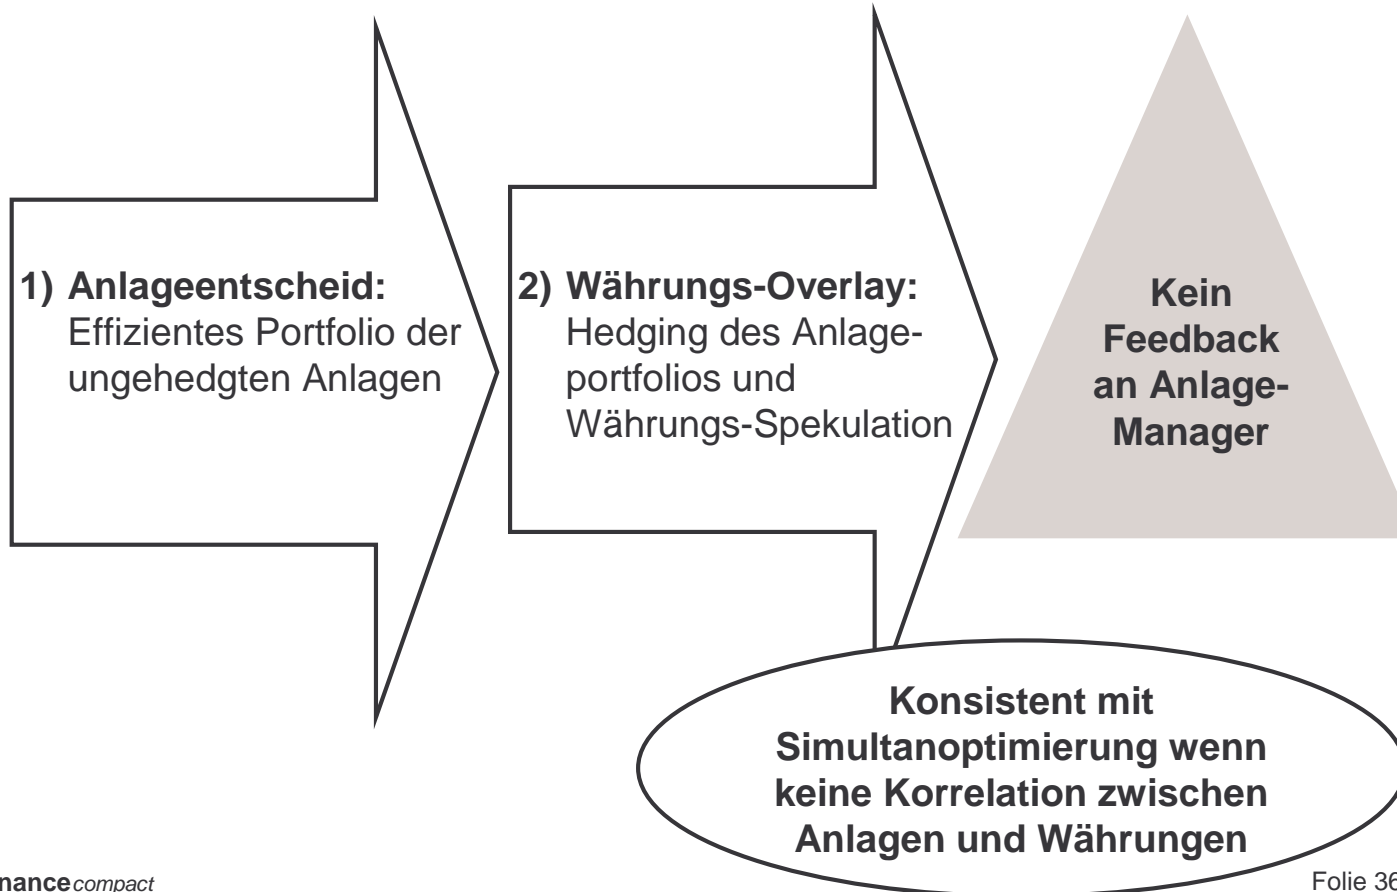 1) Anlageentscheid:
Effizientes Portfolio der
ungehedgten Anlagen
2) Währungs-Overlay:
Hedging des Anlage-
portfolios und
Währungs-Spekulation
Kein
Feedback
an Anlage-
Manager
Konsistent mit
Simultanoptimierung wenn
keine Korrelation zwischen
Anlagen und Währungen
nance compact
Folie 36